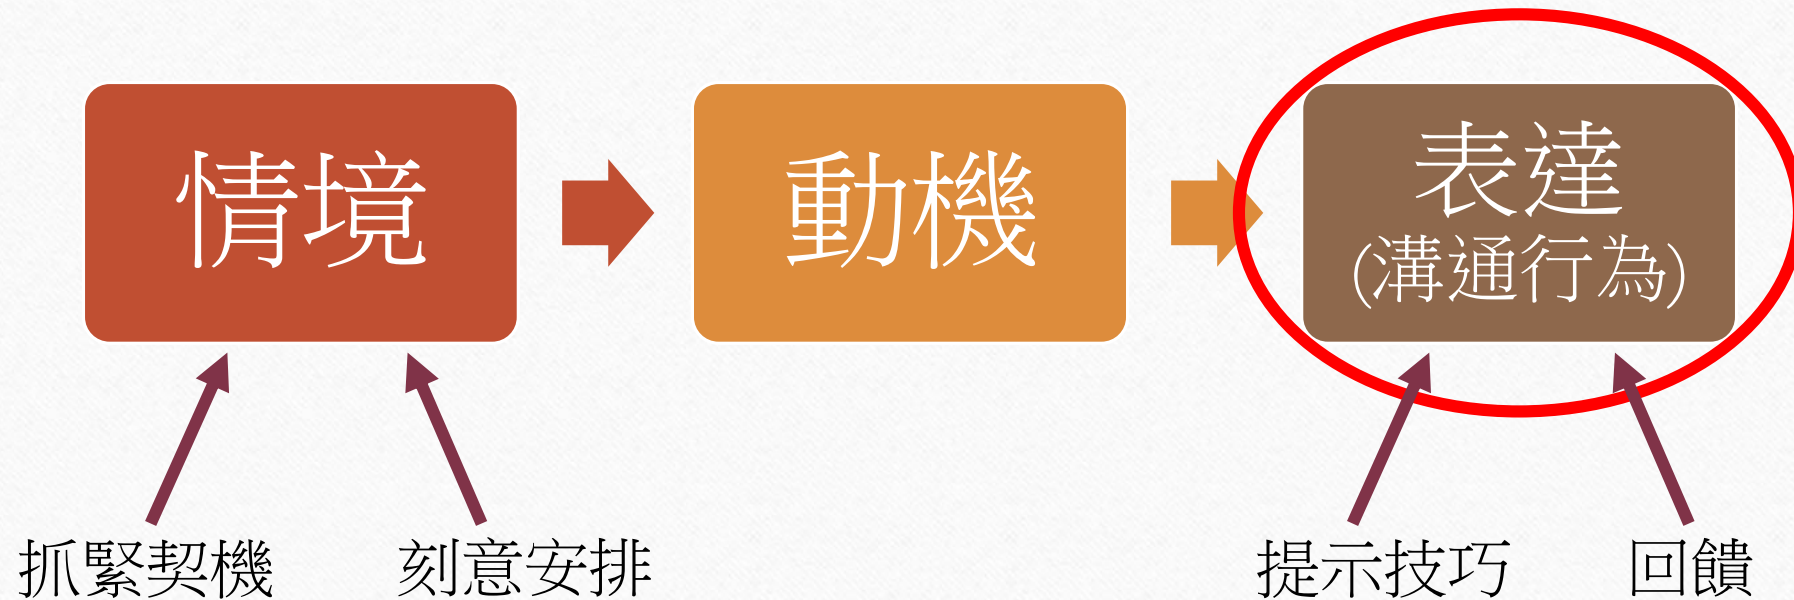 情境
動機
表達
(溝通行為)
抓緊契機
刻意安排
提示技巧
回饋